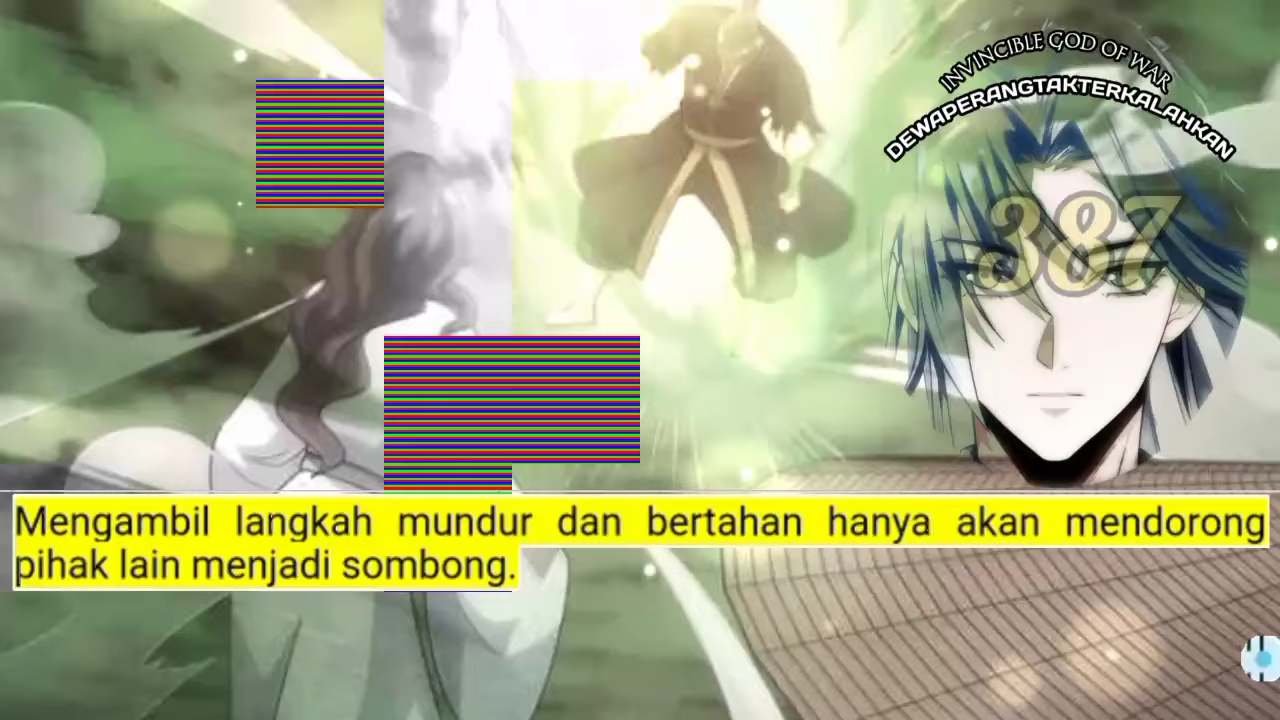 INVINCIBLE GOD OF WAR
DEWAPERANGTAKTERKALAHKAN
387
Mengambil langkah mundur dan bertahan hanya akan mendorong
pihak lain menjadi sombong.